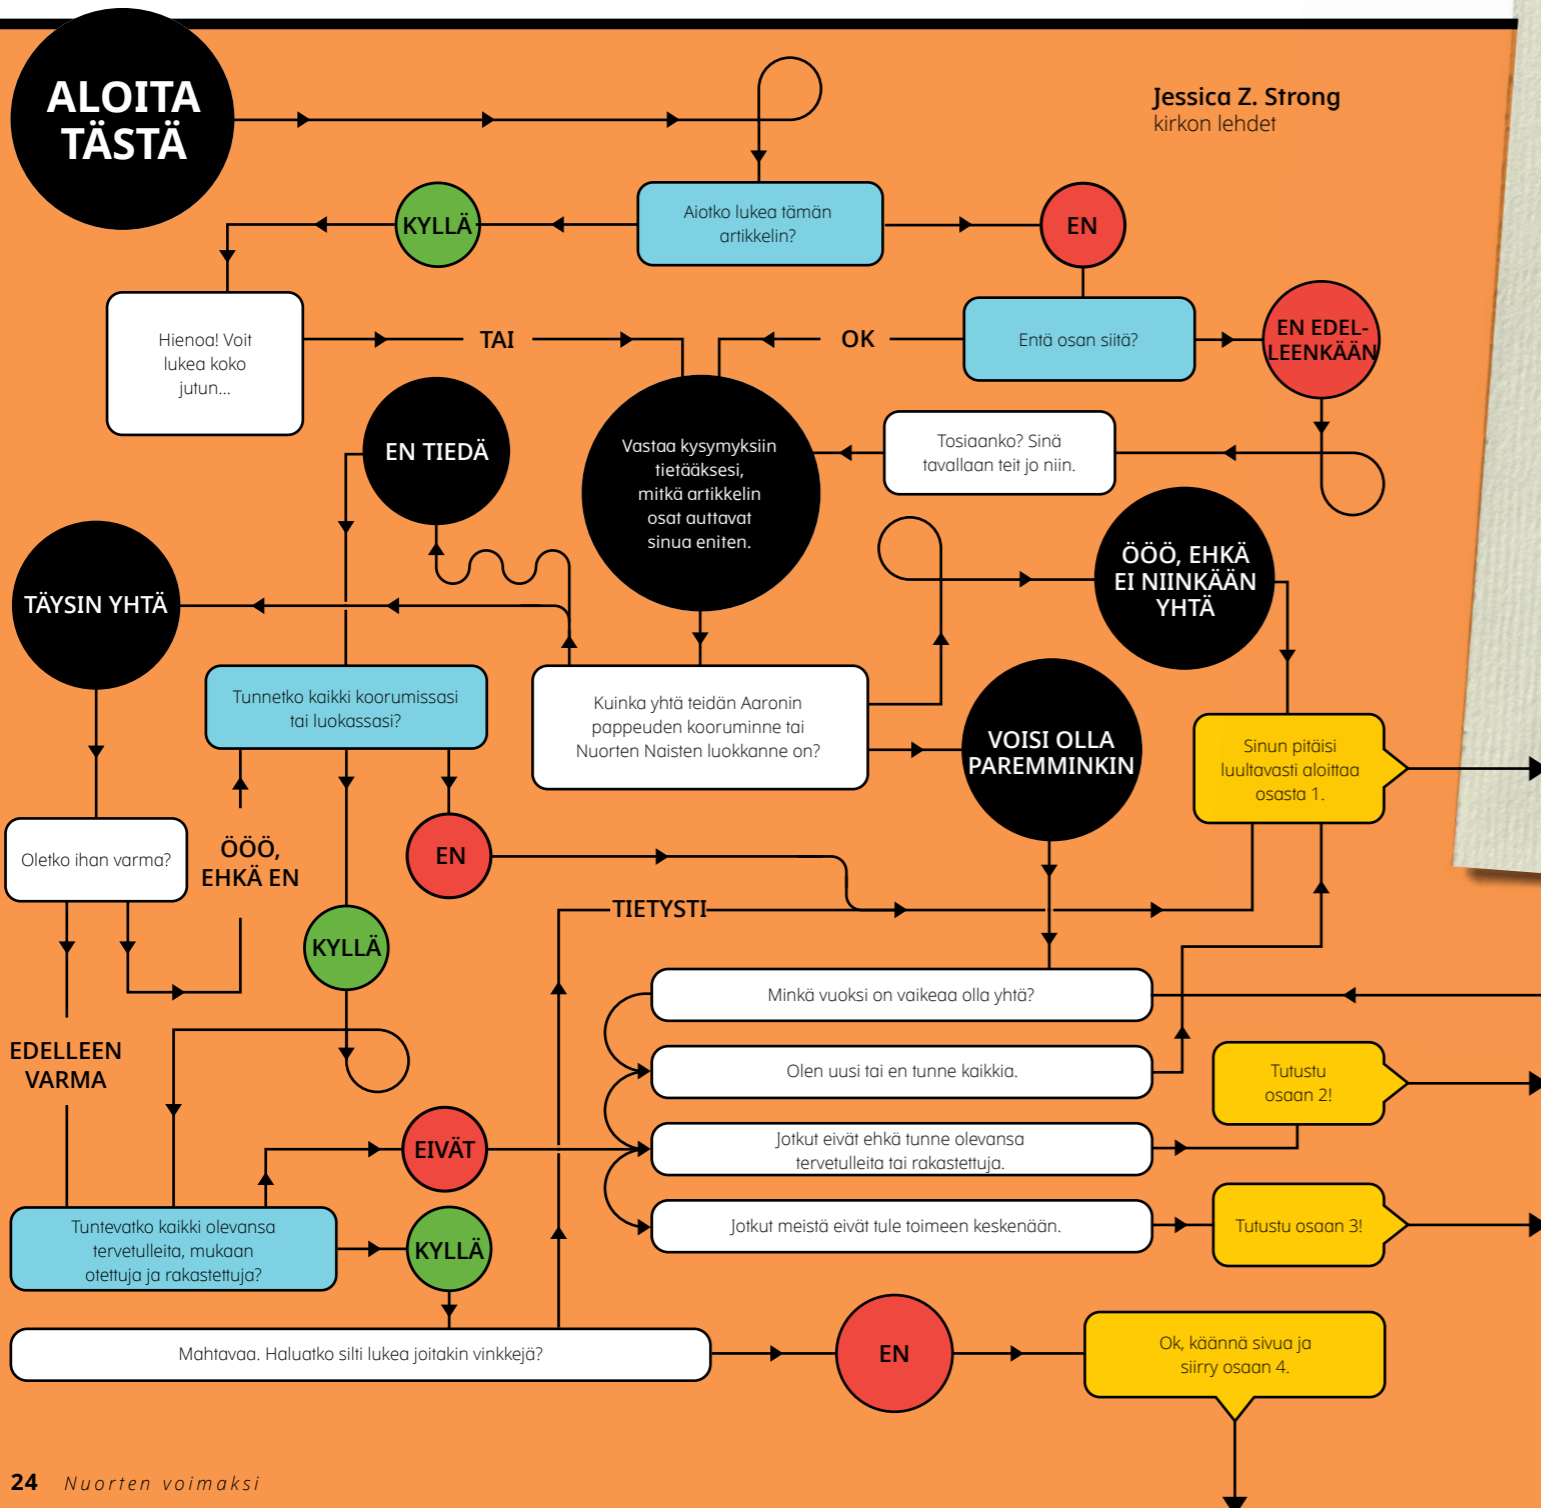 ALOITA
TÄSTÄ
Jessica Z. Strong
kirkon lehdet
Aiotko lukea tämän
artikkelin?
KYLLÄ
EN
Hienoa! Voit
lukea koko
jutun...
TAI
OK
Entä osan siitä?
EN EDEL-
LEENKÄÄN
Tosiaanko? Sinä
tavallaan teit jo niin.
Vastaa kysymyksiin
tietääksesi,
mitkä artikkelin
osat auttavat
sinua eniten.
EN TIEDÄ
TÄYSIN YHTÄ
ÖÖÖ, EHKÄ
EI NIINKÄÄN
YHTÄ
Tunnetko kaikki koorumissasi
tai luokassasi?
Kuinka yhtä teidän Aaronin
pappeuden kooruminne tai
Nuorten Naisten luokkanne on?
VOISI OLLA
PAREMMINKIN
Sinun pitäisi
luultavasti aloittaa
osasta 1.
Oletko ihan varma?
ÖÖÖ,
EHKÄ EN
EN
KYLLÄ
TIETYSTI
EDELLEEN
VARMA
Minkä vuoksi on vaikeaa olla yhtä?
Olen uusi tai en tunne kaikkia.
Tutustu
osaan 2!
Jotkut eivät ehkä tunne olevansa
tervetulleita tai rakastettuja.
EIVÄT
Jotkut meistä eivät tule toimeen keskenään.
Tutustu osaan 3!
Tuntevatko kaikki olevansa
tervetulleita, mukaan
otettuja ja rakastettuja?
KYLLÄ
Mahtavaa. Haluatko silti lukea joitakin vinkkejä?
EN
Ok, käännä sivua ja
siirry osaan 4.
24 Nuorten voimaksi